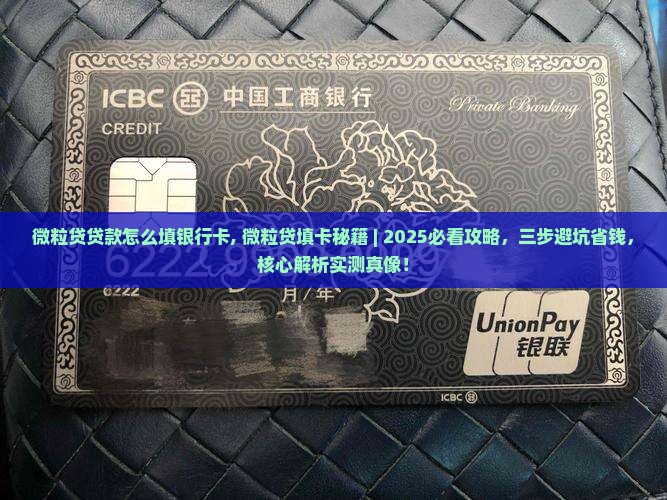 ICBC 中国工商银行
Private Banking
CREDIT
微粒贷贷款怎么填银行卡, 微粒贷填卡秘籍 | 2025必看攻略，三步避坑省钱，
核心解析实测真像！
6222
月/年
UnionPay
银联
ICBC